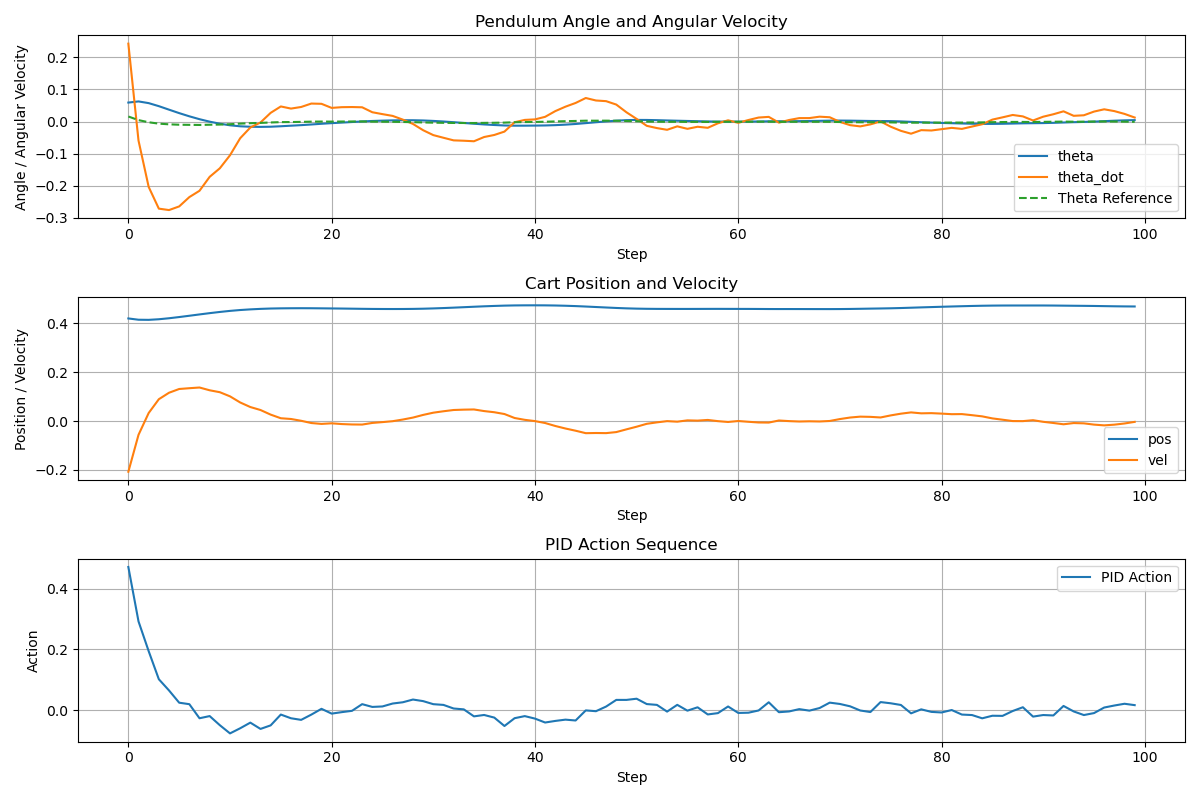 Pendulum Angle and Angular Velocity
Angle / Angular Velocity
0.2
0.1
0.0
−0.1
−0.2
−0.3
theta
theta_dot
Theta Reference
0 20 40 60 80 100
Step
Cart Position and Velocity
Position / Velocity
0.4
0.2
0.0
−0.2
pos
vel
0 20 40 60 80 100
Step
PID Action Sequence
Action
0.4
0.2
0.0
PID Action
0 20 40 60 80 100
Step